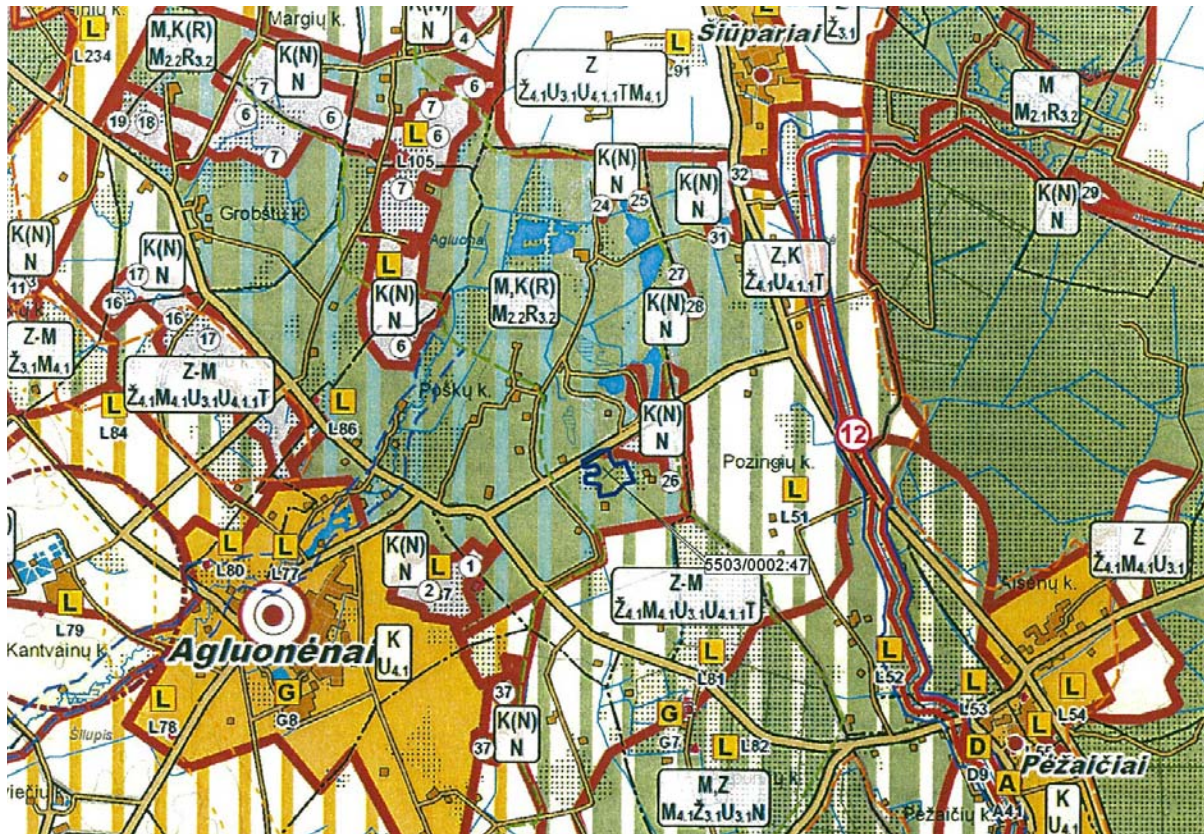 Margių k.
L234
M,K(R)
M2.2R3.2
K(N)
N
K(N)
N
4
L
L91
Šiūpariai
Z
Ž3.1
Z
Ž4.1U3.1U4.1.1TM4.1
M
M2.1R3.2
19
18
7
6
6
7
7
6
6
L
L105
7
K(N)
N
24
25
K(N)
N
32
31
K(N)
N
29
Grobštų k.
Agluona
K(N)
N
11
K(N)
N
17
16
16
17
L
K(N)
N
6
M,K(R)
M2.2R3.2
27
28
K(N)
N
Z,K
Ž4.1U4.1.1T
Z-M
Ž3.1M4.1
Z-M
Ž4.1M4.1U3.1U4.1.1T
Poškų k.
L
L84
L
L86
K(N)
N
26
12
Pozingių k.
L
L51
5503/0002:47
Z
Ž4.1M4.1U3.1
L
L80
L
L77
K(N)
N
2
7
1
Z-M
Ž4.1M4.1U3.1U4.1.1T
L
L79
Kantvainų k.
Agluonėnai
K
U4.1
L
L78
G
G8
Šilupis
37
K(N)
N
37
L
L81
G
G7
L
L82
M,Z
M4.1Ž3.1U3.1N
L
L52
L
L53
L
L54
L
D
D9
A
A41
Pėžaičiai
Pėžaičių k.
K
U4.1